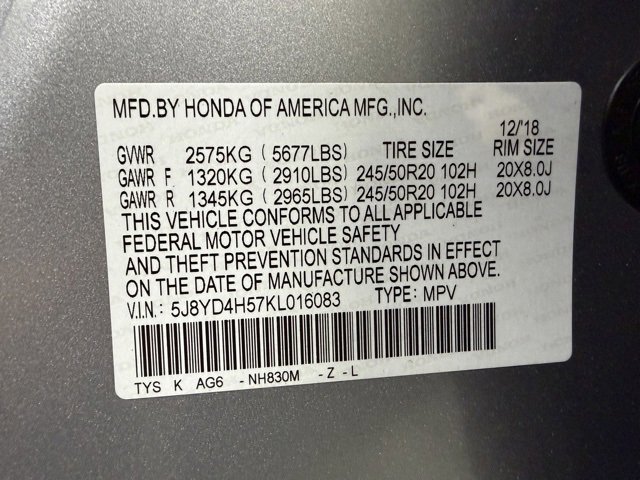 MFD.BY HONDA OF AMERICA MFG.,INC.
12/'18
GVWR 2575KG ( 5677LBS) TIRE SIZE RIM SIZE
GAWR F 1320KG ( 2910LBS) 245/50R20 102H 20X8.0J
GAWR R 1345KG ( 2965LBS) 245/50R20 102H 20X8.0J
THIS VEHICLE CONFORMS TO ALL APPLICABLE
FEDERAL MOTOR VEHICLE SAFETY
AND THEFT PREVENTION STANDARDS IN EFFECT
ON THE DATE OF MANUFACTURE SHOWN ABOVE.
V.I.N: 5J8YD4H57KL016083 TYPE: MPV
TYS K AG6 -NH830M -Z -L